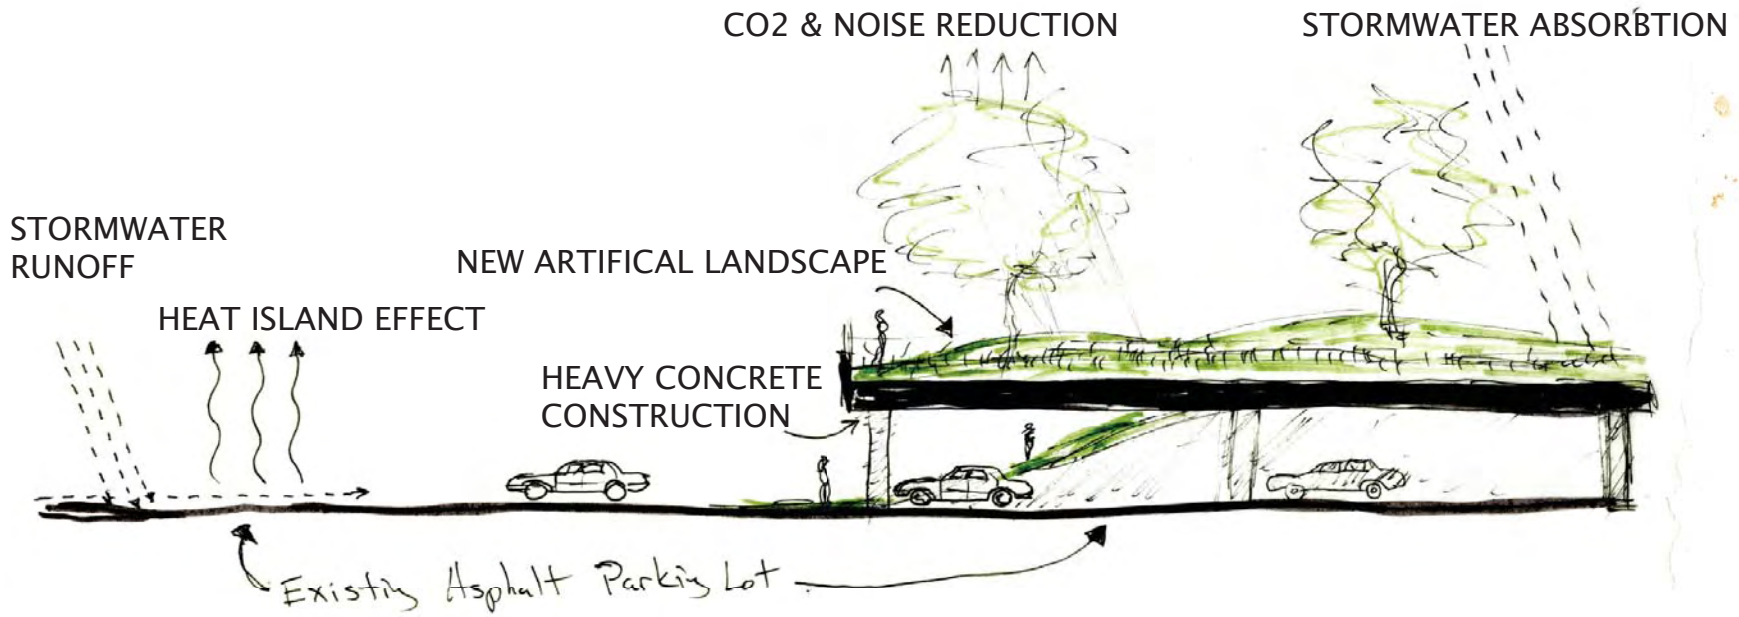 CO2 & NOISE REDUCTION
STORMWATER ABSORBTION
STORMWATER
RUNOFF
NEW ARTIFICAL LANDSCAPE
HEAT ISLAND EFFECT
HEAVY CONCRETE
CONSTRUCTION
Existing Asphalt Parking Lot